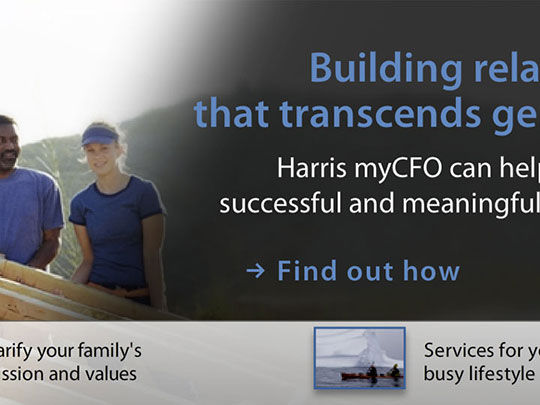 Building rela
that transcends ge
Harris myCFO can help
successful and meaningful
→ Find out how
arify your family's
ssion and values
Services for y
busy lifestyle